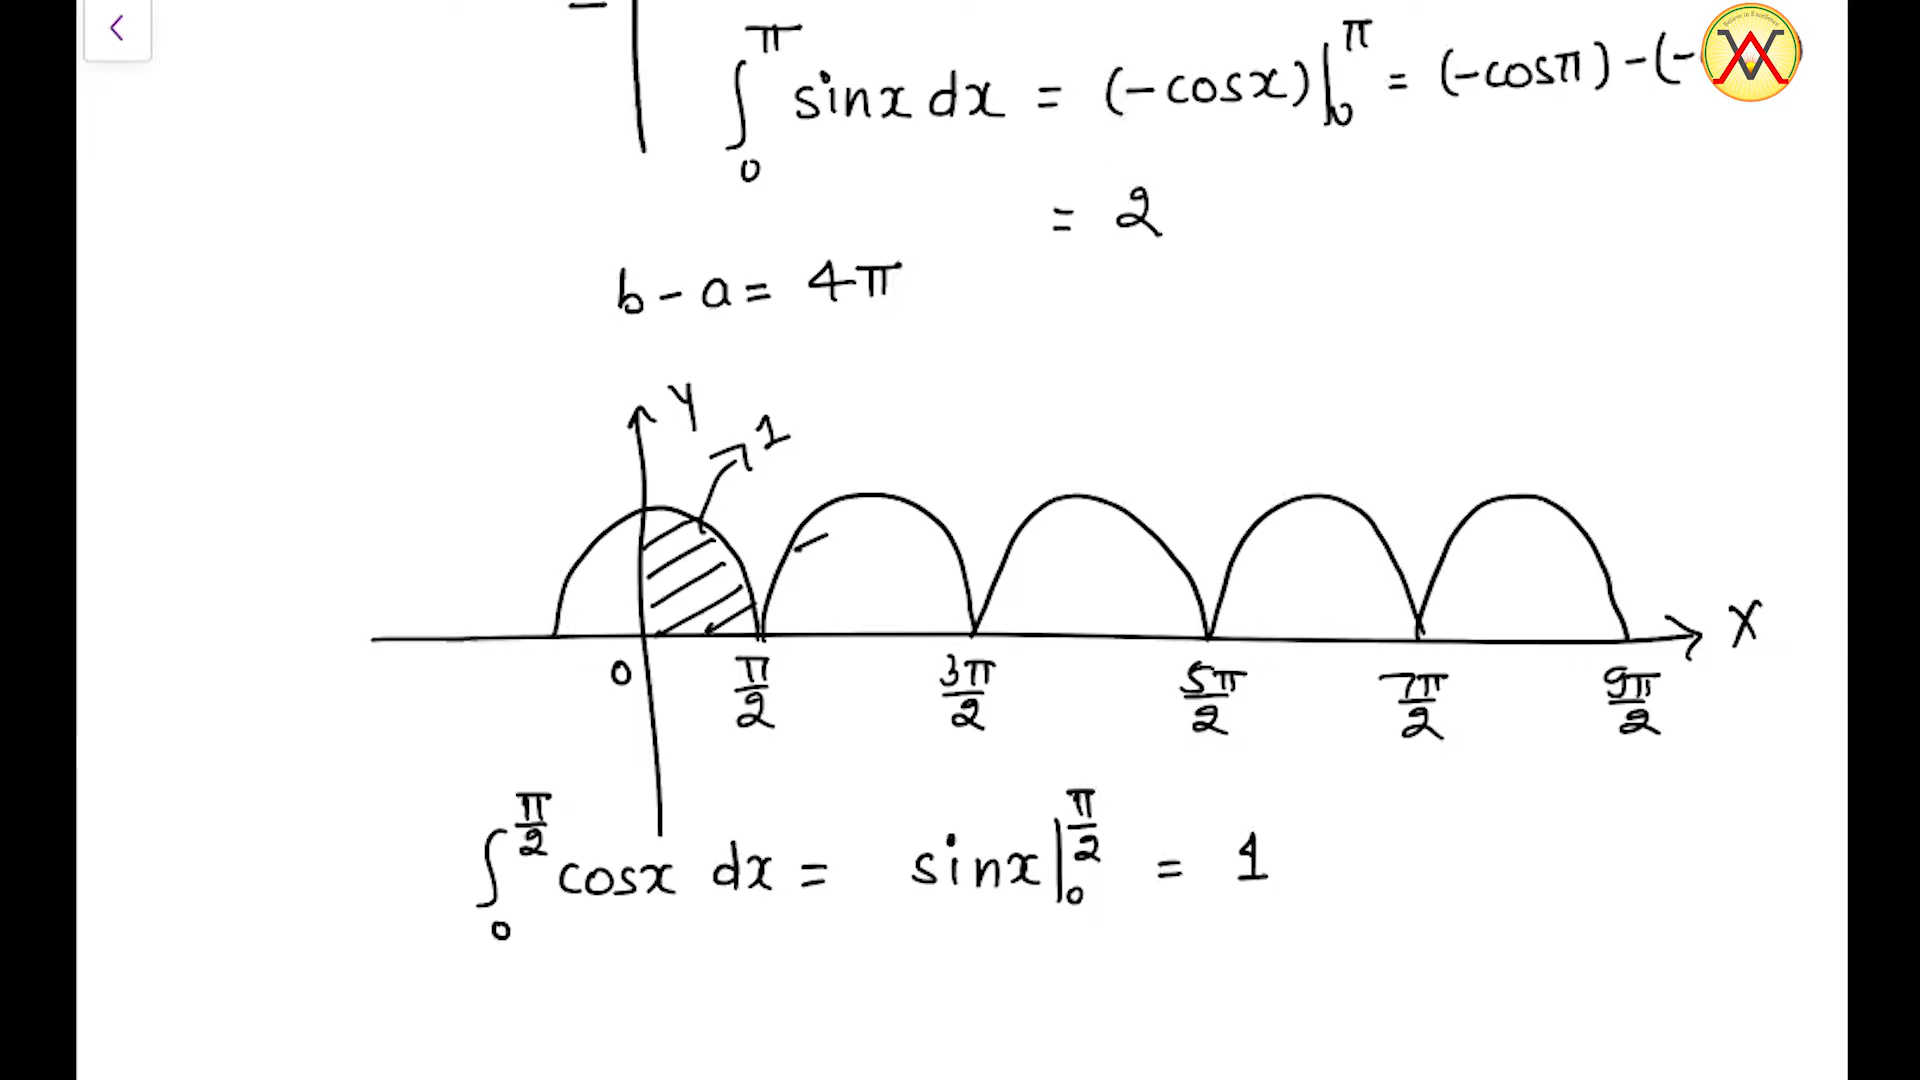 ∫₀^π sinx dx = (-cosx)|₀^π = (-cosπ)-(-
= 2
b - a = 4π
Y
1
X
0 π/2 3π/2 5π/2 7π/2 9π/2
∫₀^(π/2) cosx dx = sinx|₀^(π/2) = 1